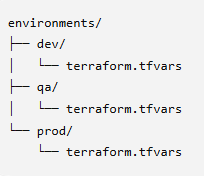 environments/
├── dev/
│   └── terraform.tfvars
├── qa/
│   └── terraform.tfvars
└── prod/
    └── terraform.tfvars